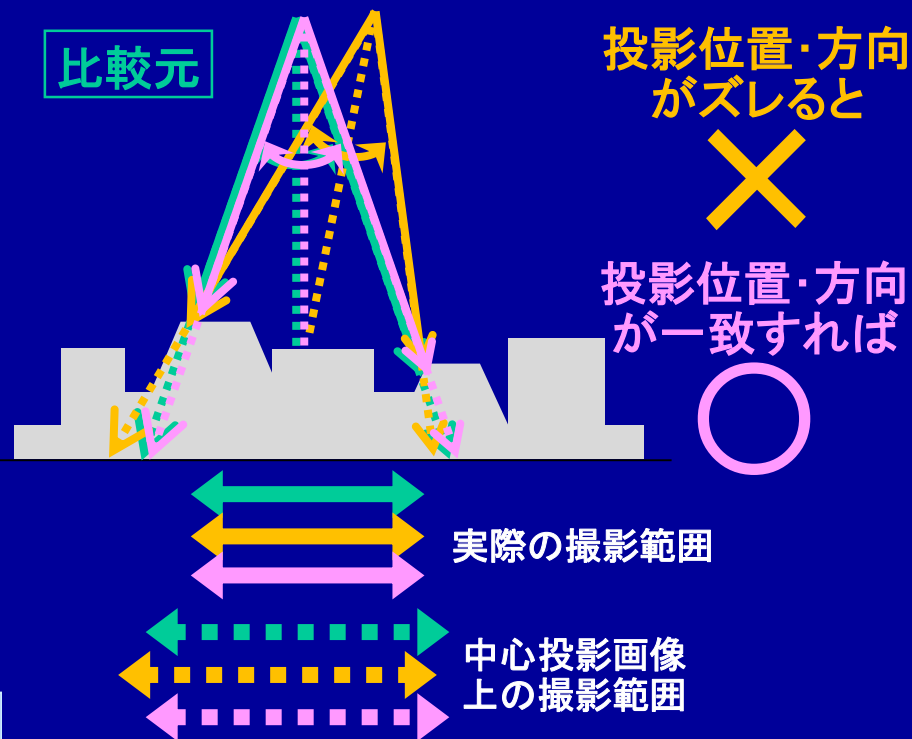 比較元
投影位置・方向
がズレると
投影位置・方向
が一致すれば
実際の撮影範囲
中心投影画像
上の撮影範囲